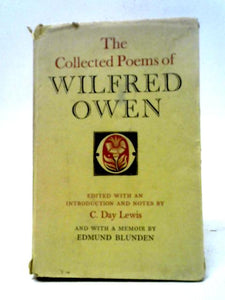 The
Collected Poems of
WILFRED
OWEN
EDITED WITH AN
INTRODUCTION AND NOTES BY
C. Day Lewis
AND WITH A MEMOIR BY
EDMUND BLUNDEN